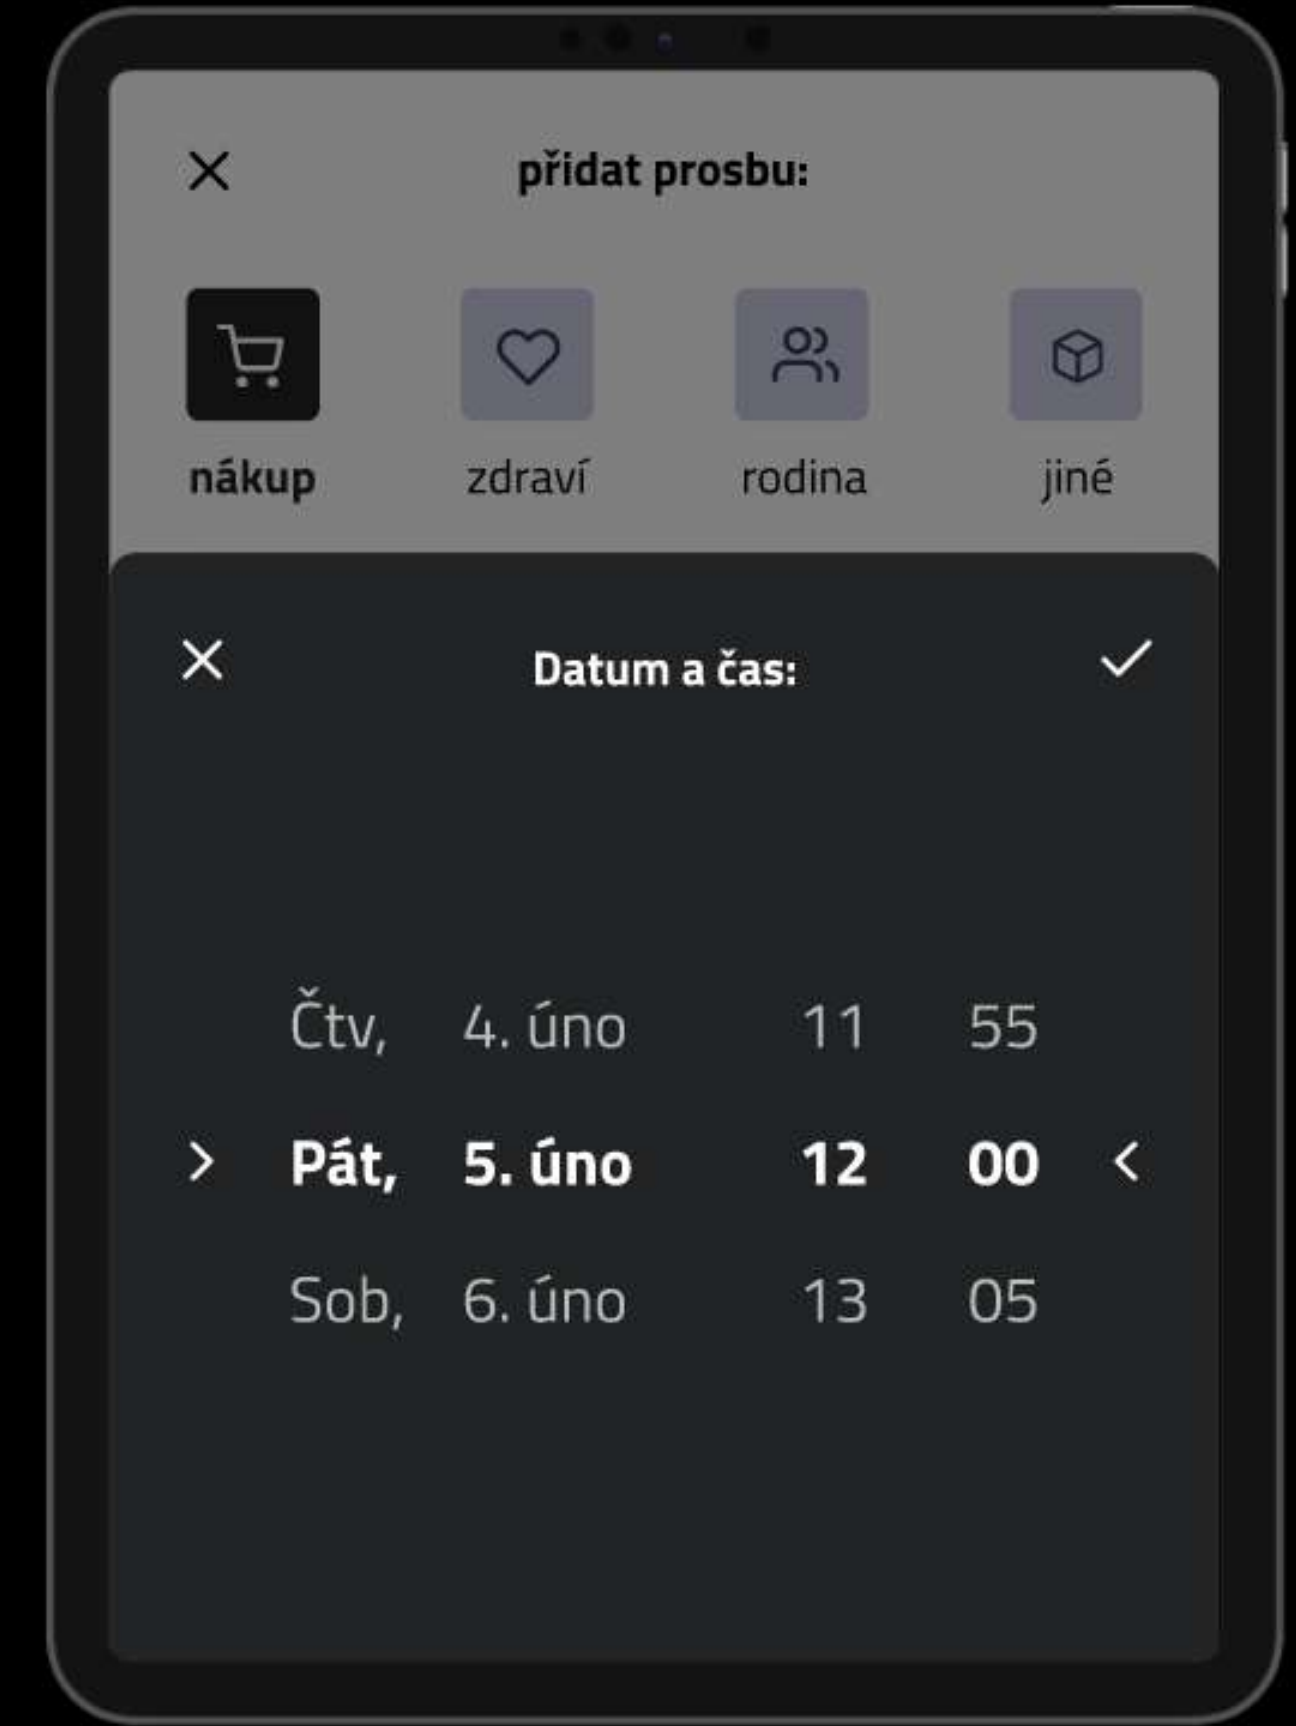 přidat prosbu:
nákup zdraví rodina jiné
Datum a čas:
Čtv, 4. úno 11 55
Pát, 5. úno 12 00
Sob, 6. úno 13 05